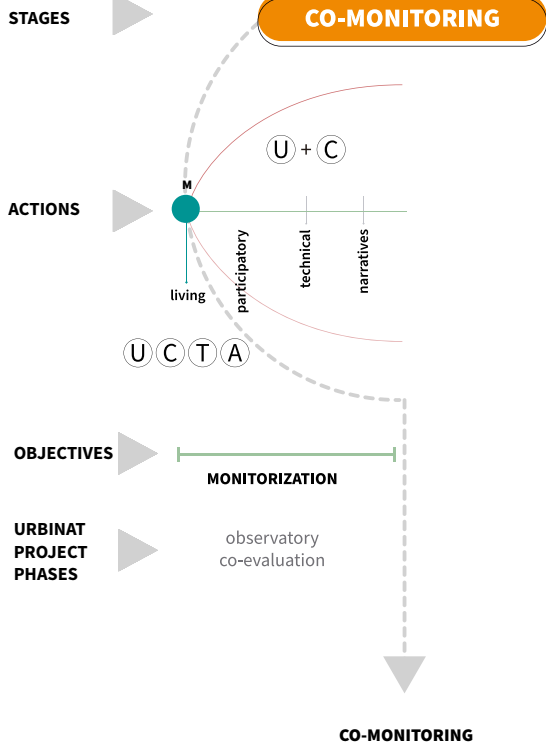 STAGES
CO-MONITORING
U + C
M
ACTIONS
living
participatory
technical
narratives
U C T A
OBJECTIVES
MONITORIZATION
URBINAT
PROJECT
PHASES
observatory
co-evaluation
CO-MONITORING